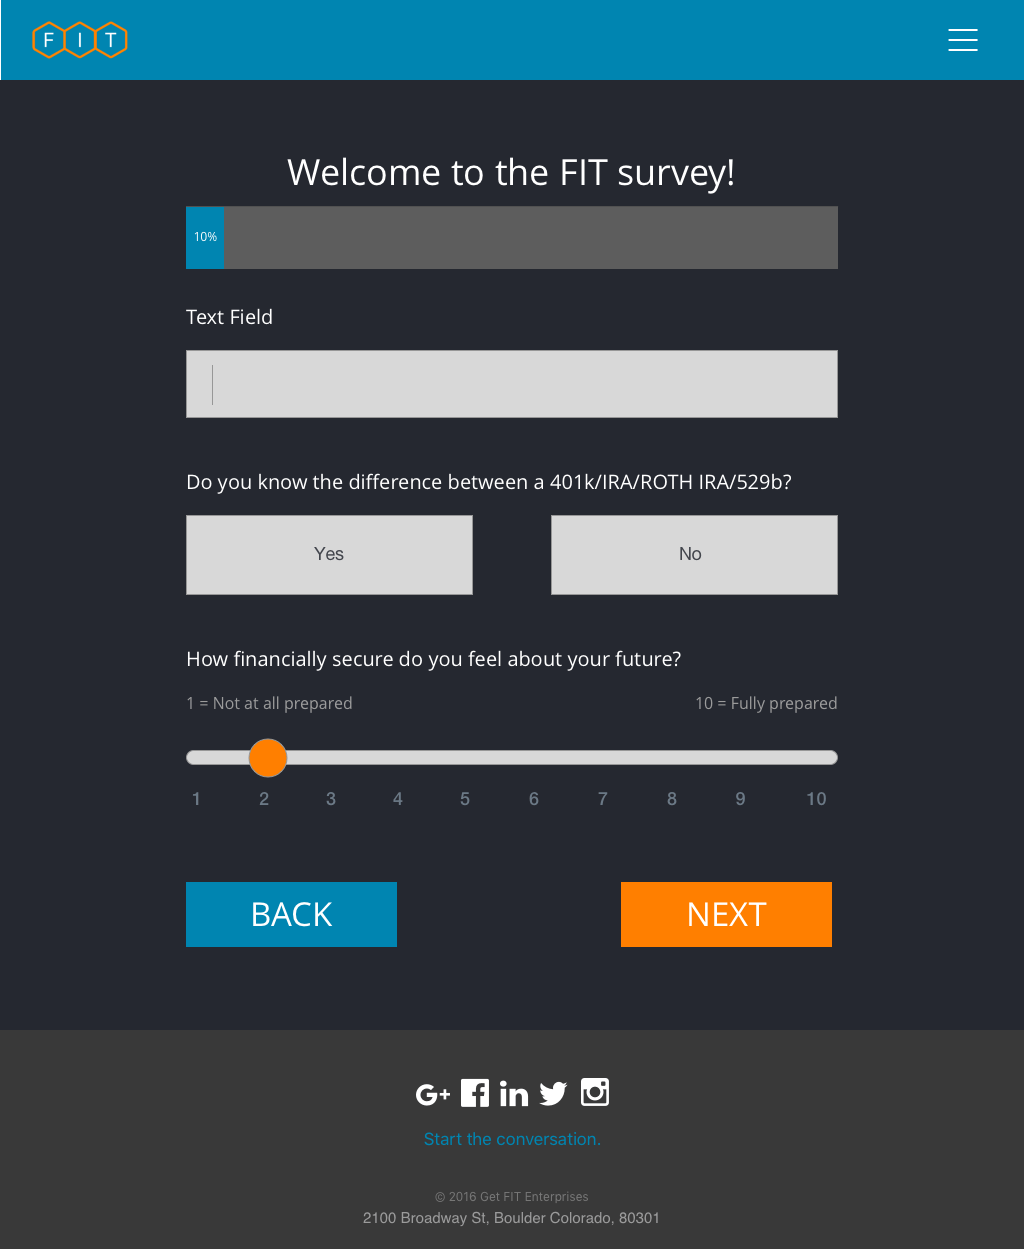 FIT
Welcome to the FIT survey!
10%
Text Field
Do you know the difference between a 401k/IRA/ROTH IRA/529b?
Yes No
How financially secure do you feel about your future?
1 = Not at all prepared 10 = Fully prepared
1 2 3 4 5 6 7 8 9 10
BACK NEXT
G+ f in
Start the conversation.
© 2016 Get FIT Enterprises
2100 Broadway St, Boulder Colorado, 80301